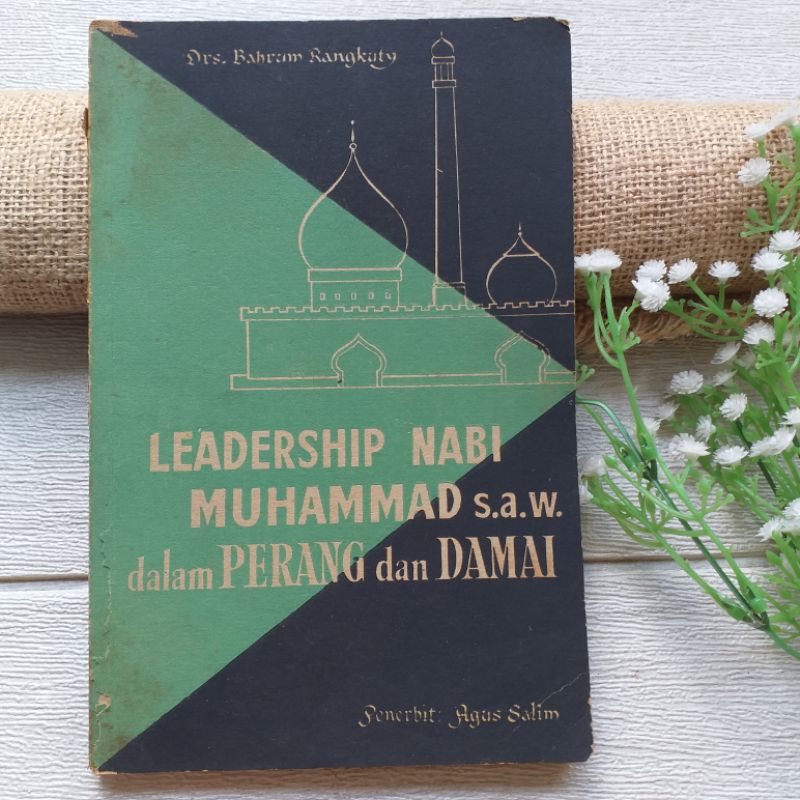 Drs. Bahrum Rangkuty
LEADERSHIP NABI
MUHAMMAD s.a.w.
dalam PERANG dan DAMAI
Penerbit: Agus Salim